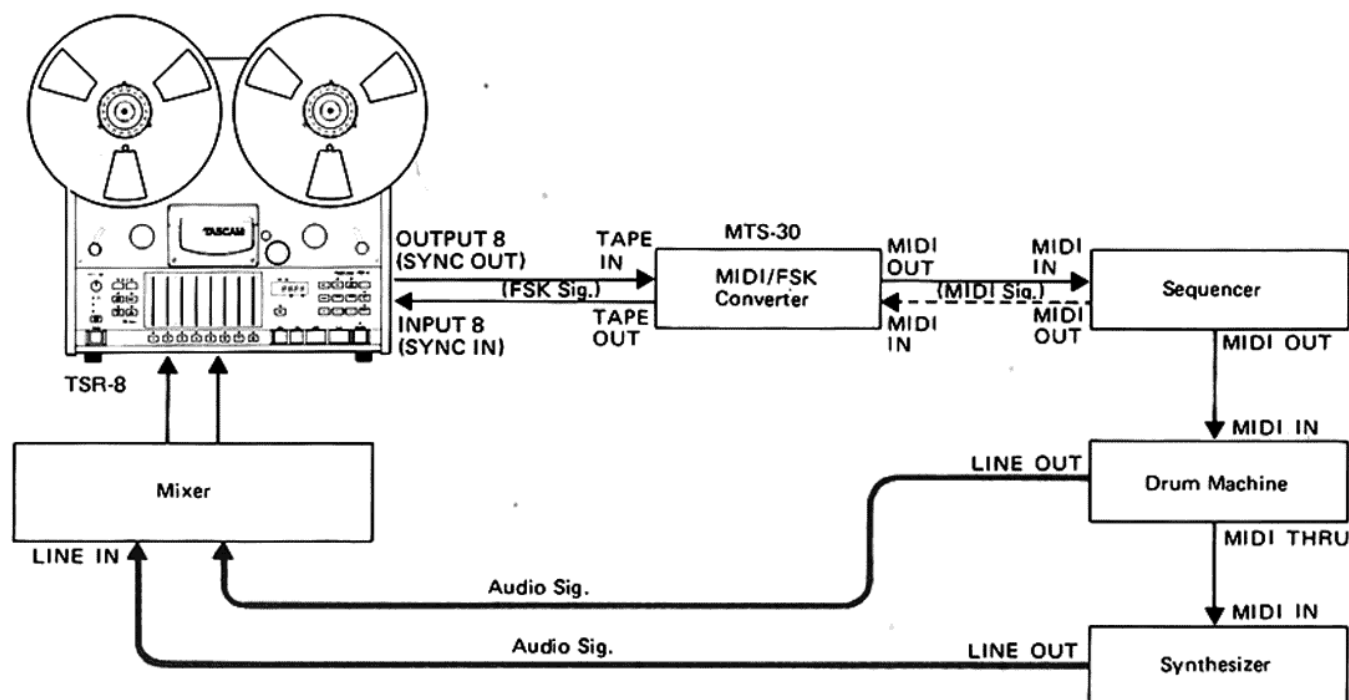 TASCAM
OUTPUT 8
(SYNC OUT)
TAPE
IN
(FSK Sig.)
INPUT 8
(SYNC IN)
TAPE
OUT
MTS-30
MIDI/FSK
Converter
MIDI
OUT
MIDI
IN
(MIDI Sig.)
MIDI
IN
MIDI
OUT
Sequencer
MIDI OUT
TSR-8
Mixer
LINE IN
MIDI IN
LINE OUT
Drum Machine
MIDI THRU
Audio Sig.
MIDI IN
Audio Sig.
LINE OUT
Synthesizer